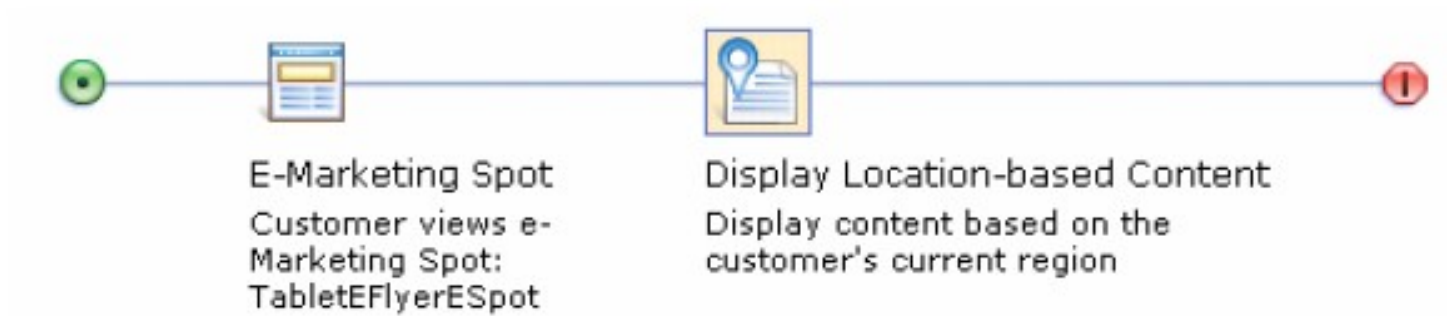 E-Marketing Spot
Customer views e-
Marketing Spot:
TabletEFlyerESpot
Display Location-based Content
Display content based on the
customer's current region